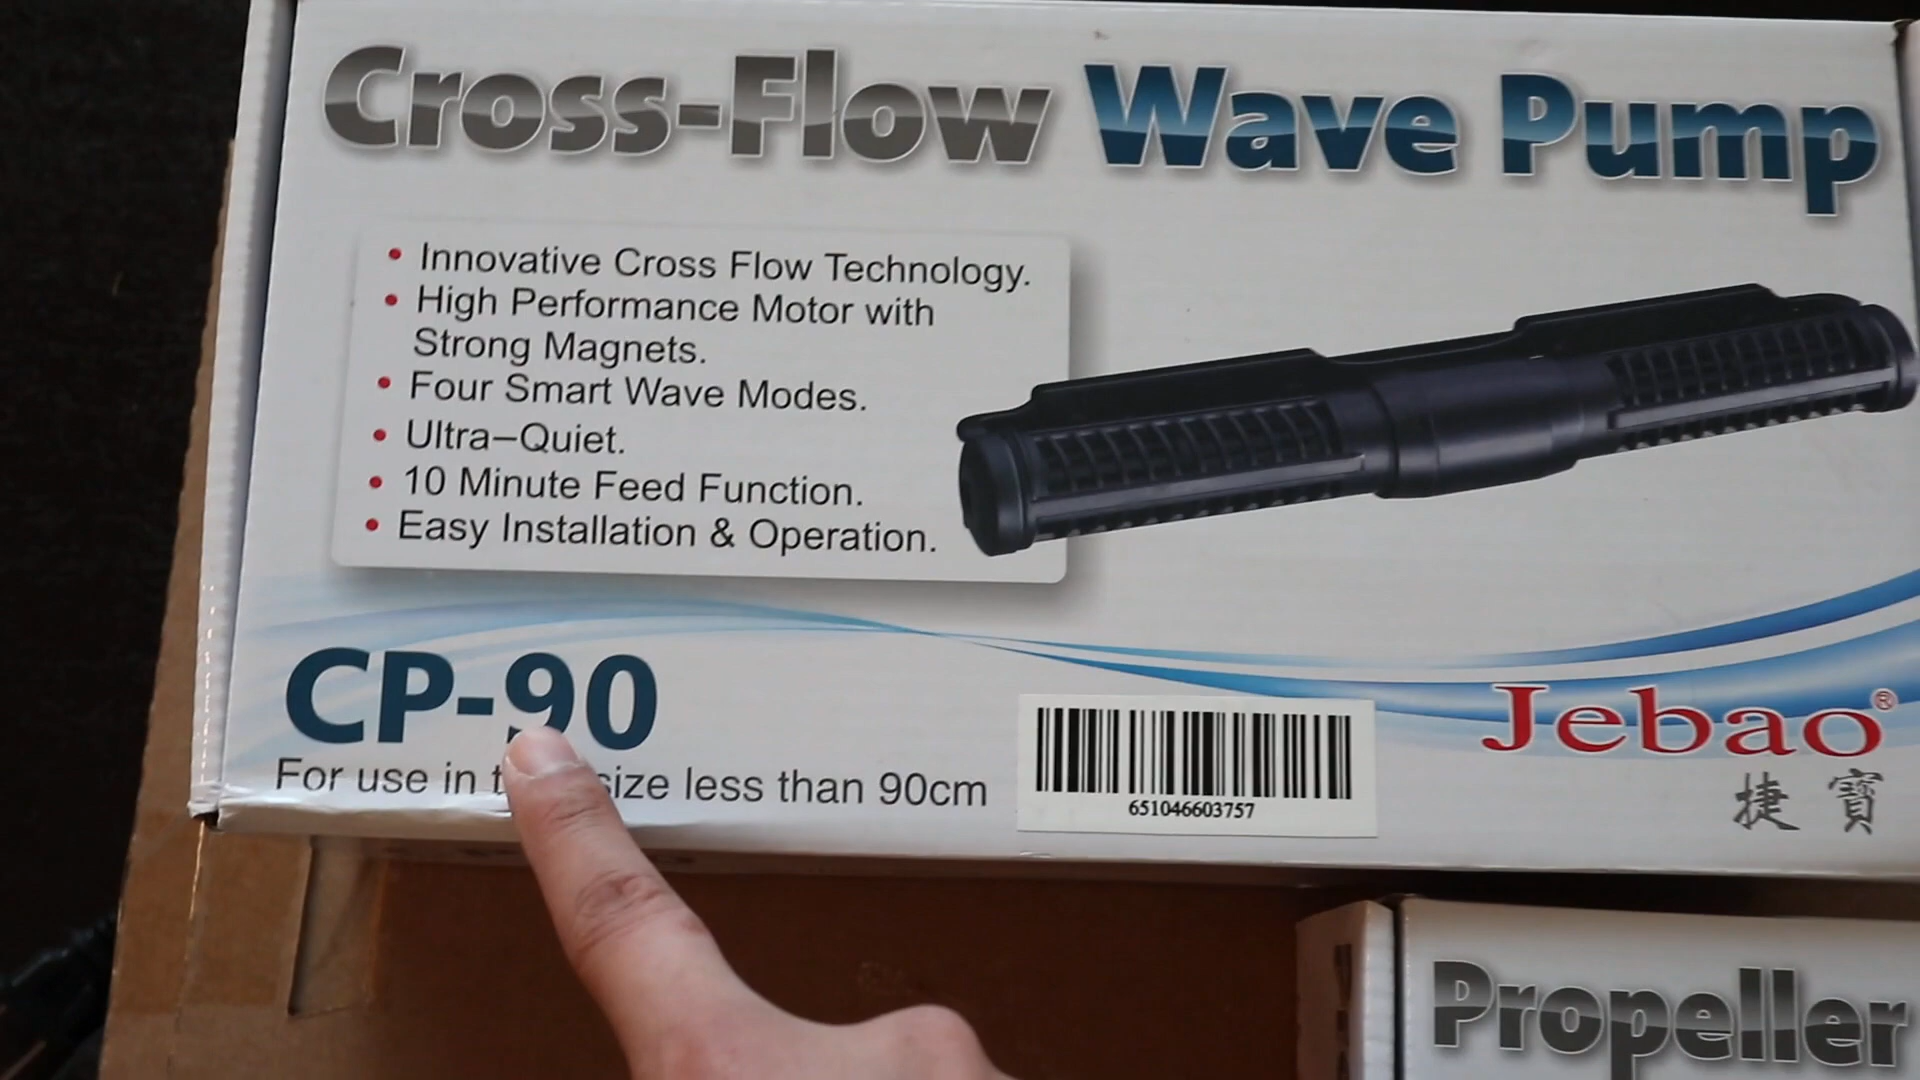 Cross-Flow Wave Pump
• Innovative Cross Flow Technology.
• High Performance Motor with
Strong Magnets.
• Four Smart Wave Modes.
• Ultra–Quiet.
• 10 Minute Feed Function.
• Easy Installation & Operation.
CP-90
For use in size less than 90cm
651046603757
Jebao®
捷寶
Propeller